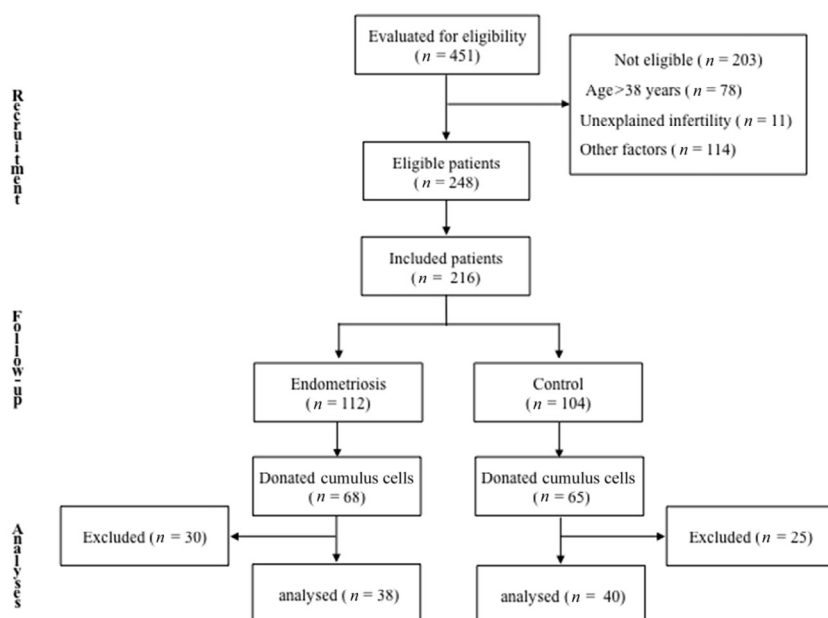 Evaluated for eligibility
(n = 451)
Not eligible (n = 203)
Age>38 years (n = 78)
Unexplained infertility (n = 11)
Other factors (n = 114)
Recruitment
Eligible patients
(n = 248)
Included patients
(n = 216)
Follow-up
Endometriosis
(n = 112)
Control
(n = 104)
Donated cumulus cells
(n = 68)
Donated cumulus cells
(n = 65)
Analyses
Excluded (n = 30)
Excluded (n = 25)
analysed (n = 38)
analysed (n = 40)